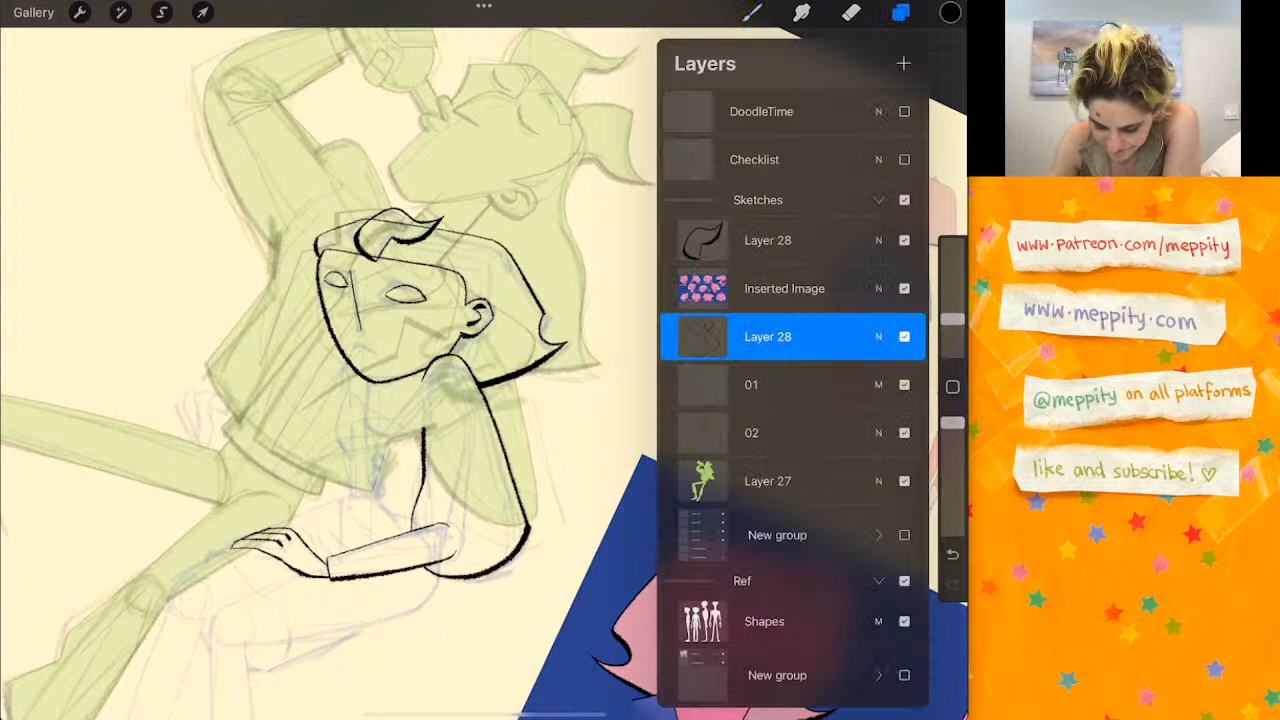 Gallery
Layers
DoodleTime N
Checklist N
Sketches
Layer 28 N
Inserted Image N
Layer 28 N
01 M
02 N
Layer 27 N
New group
Ref
Shapes M
New group
www.patreon.com/meppity
www.meppity.com
@meppity on all platforms
like and subscribe! ♡